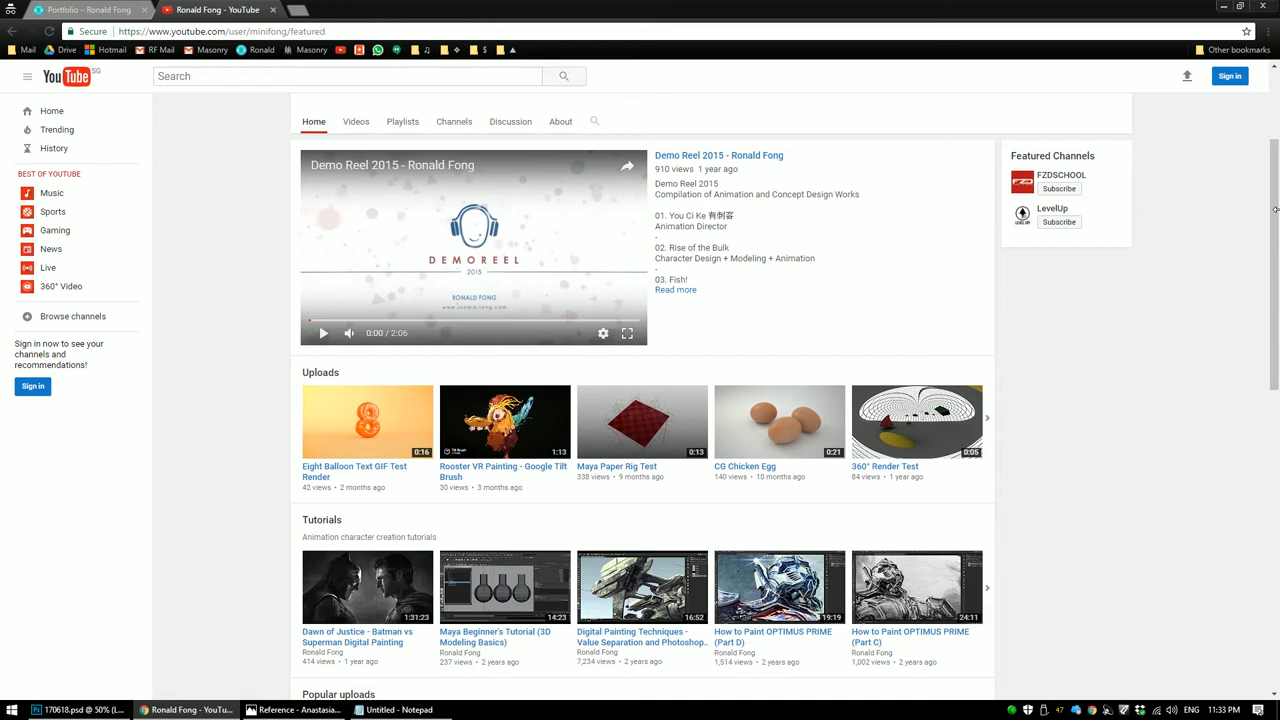 Portfolio – Ronald Fong
Ronald Fong - YouTube
Secure
https://www.youtube.com/user/minifong/featured
Mail Drive Hotmail RF Mail Masonry Ronald Masonry $ Other bookmarks
YouTube SG
Search
Sign in
Home
Trending
History
BEST OF YOUTUBE
Music
Sports
Gaming
News
Live
360° Video
Browse channels
Sign in now to see your
channels and
recommendations!
Sign in
Home Videos Playlists Channels Discussion About
Demo Reel 2015 - Ronald Fong
DEMOREEL
2015
RONALD FONG
www.ronald-fong.com
0:00 / 2:06
Demo Reel 2015 - Ronald Fong
910 views 1 year ago
Demo Reel 2015
Compilation of Animation and Concept Design Works
01. You Ci Ke 有刺客
Animation Director
-
02. Rise of the Bulk
Character Design + Modeling + Animation
-
03. Fish!
Read more
Featured Channels
FZD
FZDSCHOOL
Subscribe
LEVEL UP
LevelUp
Subscribe
Uploads
8
0:16
Eight Balloon Text GIF Test
Render
42 views • 2 months ago
Tilt Brush
1:13
Rooster VR Painting - Google Tilt
Brush
30 views • 3 months ago
0:13
Maya Paper Rig Test
338 views • 9 months ago
0:21
CG Chicken Egg
140 views • 10 months ago
0:05
360° Render Test
84 views • 1 year ago
Tutorials
Animation character creation tutorials
1:31:23
Dawn of Justice - Batman vs
Superman Digital Painting
Ronald Fong
414 views • 1 year ago
14:23
Maya Beginner's Tutorial (3D
Modeling Basics)
Ronald Fong
237 views • 2 years ago
16:52
Digital Painting Techniques -
Value Separation and Photoshop...
Ronald Fong
7,234 views • 2 years ago
19:19
How to Paint OPTIMUS PRIME
(Part D)
Ronald Fong
1,514 views • 2 years ago
24:11
How to Paint OPTIMUS PRIME
(Part C)
Ronald Fong
1,002 views • 2 years ago
Popular uploads
170618.psd @ 50% (L...
Ronald Fong - YouTu...
Reference - Anastasia...
Untitled - Notepad
47
11:33 PM